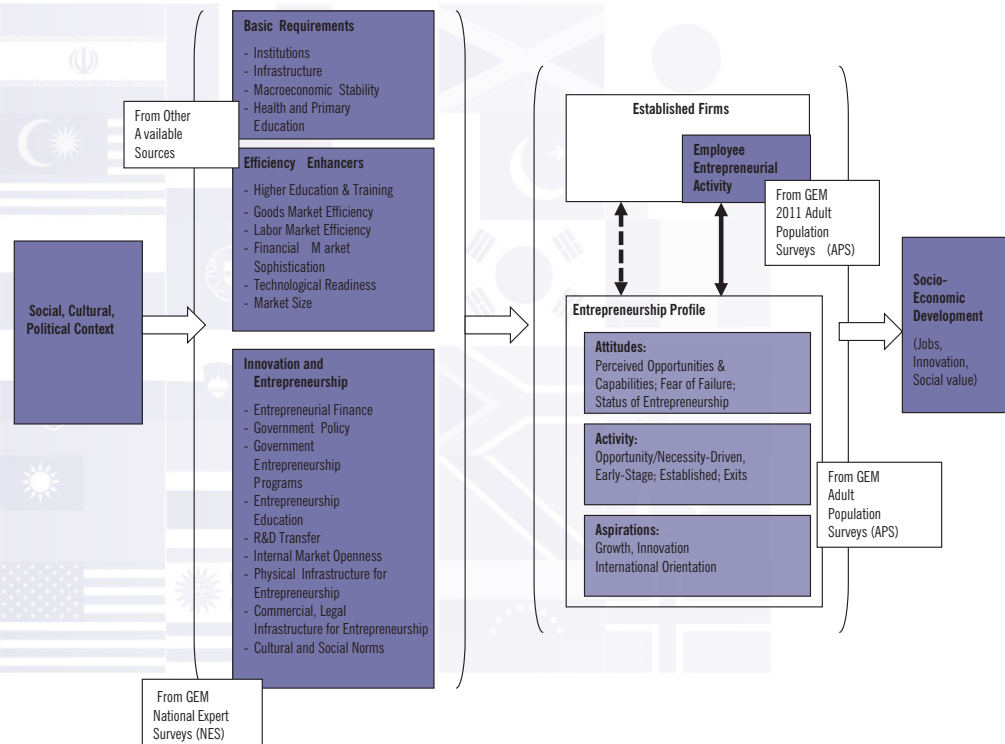 Social, Cultural,
Political Context
From Other
A vailable
Sources
Basic Requirements
- Institutions
- Infrastructure
- Macroeconomic Stability
- Health and Primary
Education
Efficiency Enhancers
- Higher Education & Training
- Goods Market Efficiency
- Labor Market Efficiency
- Financial M arket
Sophistication
- Technological Readiness
- Market Size
Innovation and
Entrepreneurship
- Entrepreneurial Finance
- Government Policy
- Government
Entrepreneurship
Programs
- Entrepreneurship
Education
- R&D Transfer
- Internal Market Openness
- Physical Infrastructure for
Entrepreneurship
- Commercial, Legal
Infrastructure for Entrepreneurship
- Cultural and Social Norms
From GEM
National Expert
Surveys (NES)
Established Firms
Employee
Entrepreneurial
Activity
From GEM
2011 Adult
Population
Surveys (APS)
Entrepreneurship Profile
Attitudes:
Perceived Opportunities &
Capabilities; Fear of Failure;
Status of Entrepreneurship
Activity:
Opportunity/Necessity-Driven,
Early-Stage; Established; Exits
Aspirations:
Growth, Innovation
International Orientation
From GEM
Adult
Population
Surveys (APS)
Socio-
Economic
Development
(Jobs,
Innovation,
Social value)